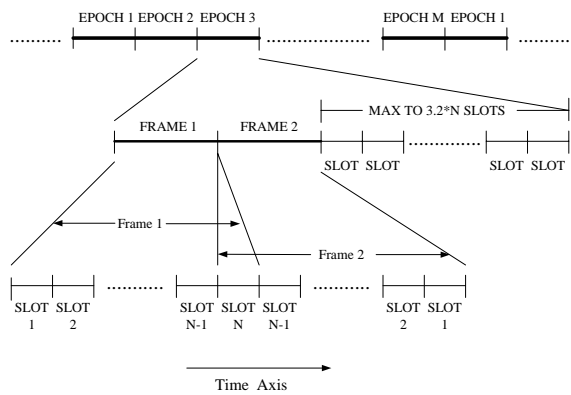 EPOCH 1 EPOCH 2 EPOCH 3 EPOCH M EPOCH 1
MAX TO 3.2*N SLOTS
FRAME 1 FRAME 2
SLOT SLOT SLOT SLOT
Frame 1
Frame 2
SLOT SLOT SLOT SLOT SLOT SLOT SLOT
1 2 N-1 N N-1 2 1
Time Axis